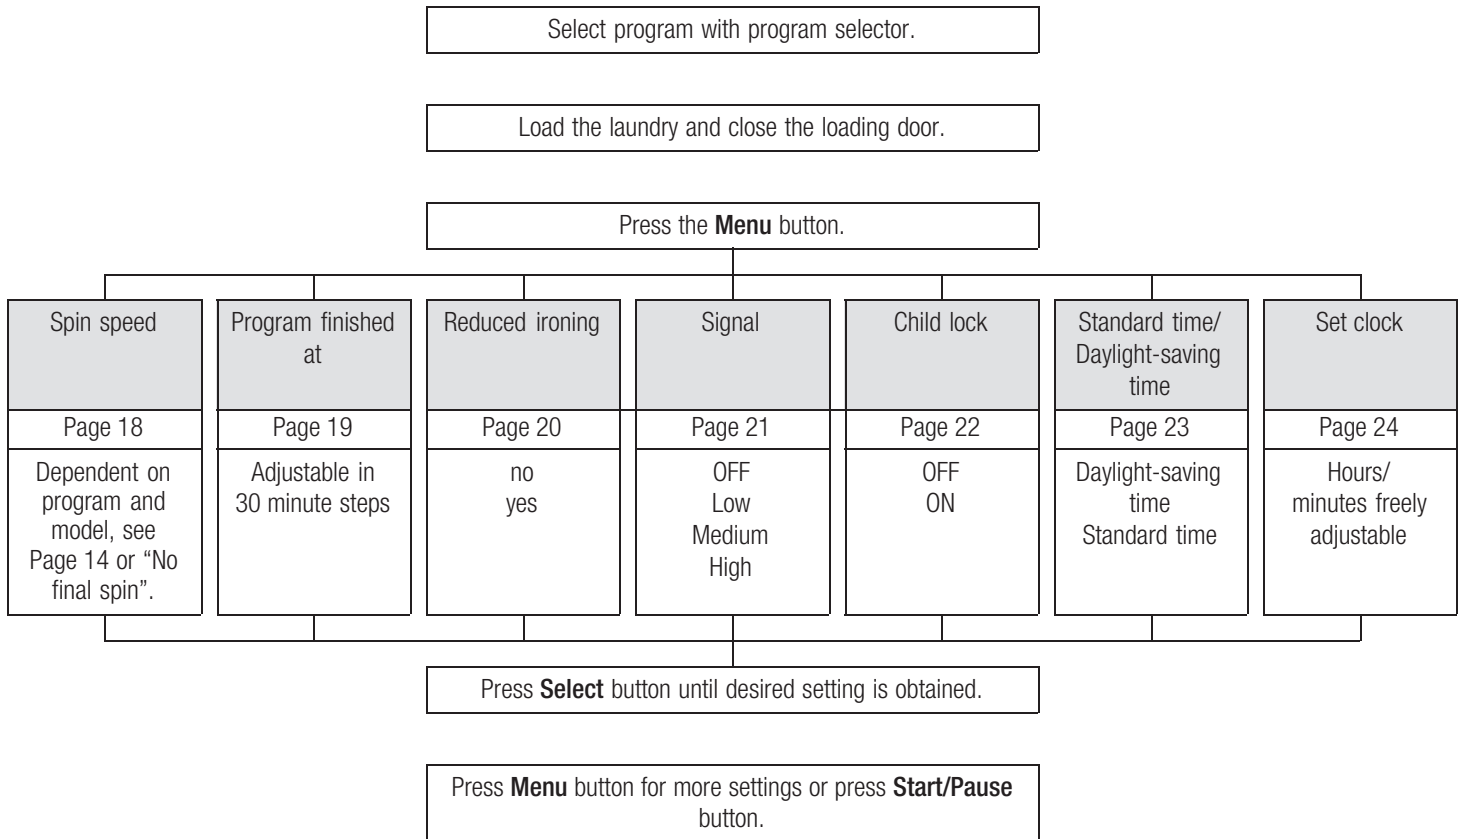 Select program with program selector.
Load the laundry and close the loading door.
Press the Menu button.
Spin speed
Page 18
Dependent on
program and
model, see
Page 14 or “No
final spin”.
Program finished
at
Page 19
Adjustable in
30 minute steps
Reduced ironing
Page 20
no
yes
Signal
Page 21
OFF
Low
Medium
High
Child lock
Page 22
OFF
ON
Standard time/
Daylight-saving
time
Page 23
Daylight-saving
time
Standard time
Set clock
Page 24
Hours/
minutes freely
adjustable
Press Select button until desired setting is obtained.
Press Menu button for more settings or press Start/Pause
button.